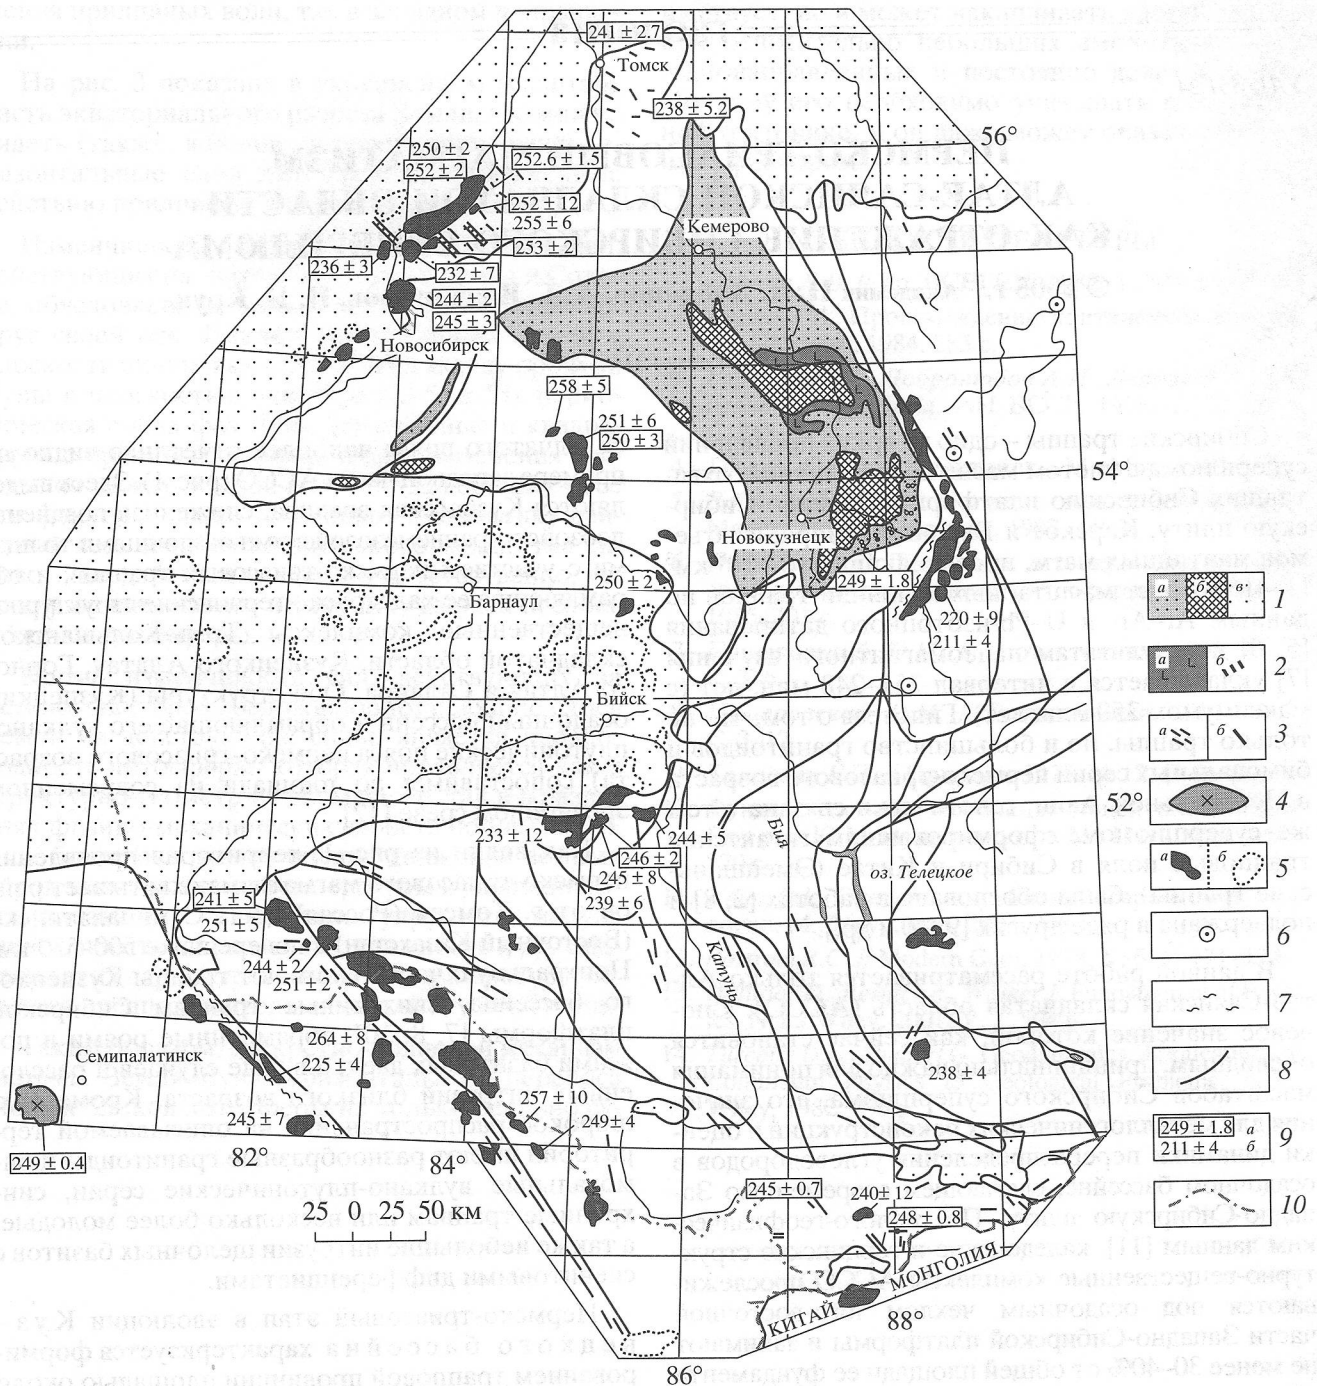 241 ± 2.7
Томск
238 ± 5.2
56°
250 ± 2
252 ± 2
252.6 ± 1.5
252 ± 12
255 ± 6
253 ± 2
Кемерово
236 ± 3
232 ± 7
244 ± 2
245 ± 3
Новосибирск
258 ± 5
251 ± 6
250 ± 3
54°
Новокузнецк
250 ± 2
249 ± 1.8
Барнаул
220 ± 9
211 ± 4
Бийск
а б в 1
а б 2
а б 3
52° 4
а б 5
6
7
8
249 ± 1.8 а
211 ± 4 б
9
10
233 ± 12
244 ± 5
Бия
246 ± 2
245 ± 8
239 ± 6
оз. Телецкое
241 ± 5
251 ± 5
244 ± 2
251 ± 2
Катунь
264 ± 8
225 ± 4
238 ± 4
Семипалатинск
257 ± 10
249 ± 4
245 ± 7
249 ± 0.4
82°
84°
25 0 25 50 км
245 ± 0.7
240 ± 12
248 ± 0.8
МОНГОЛИЯ
КИТАЙ
88°
86°